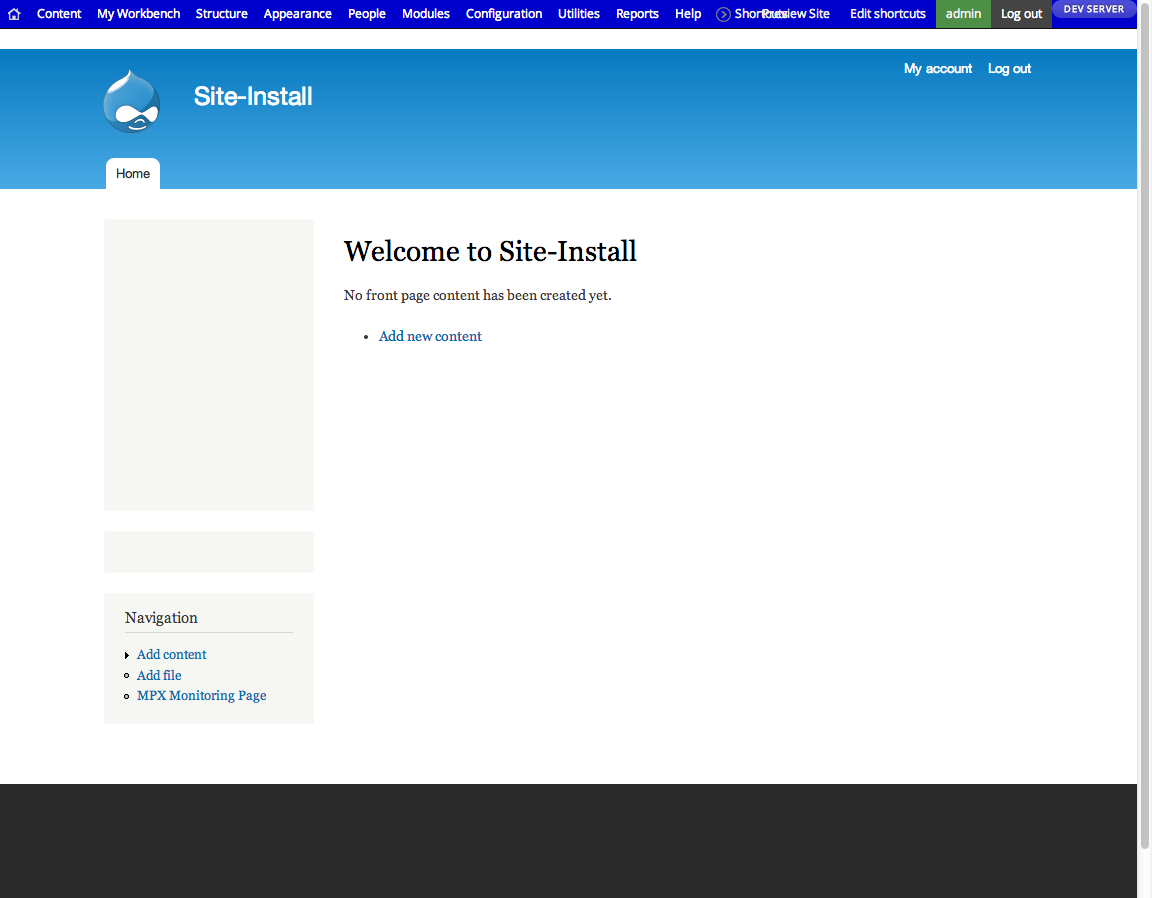 Content My Workbench Structure Appearance People Modules Configuration Utilities Reports Help Shortcuts Preview Site Edit shortcuts admin Log out DEV SERVER
My account Log out
Site-Install
Home
Welcome to Site-Install
No front page content has been created yet.
Add new content
Navigation
Add content
Add file
MPX Monitoring Page